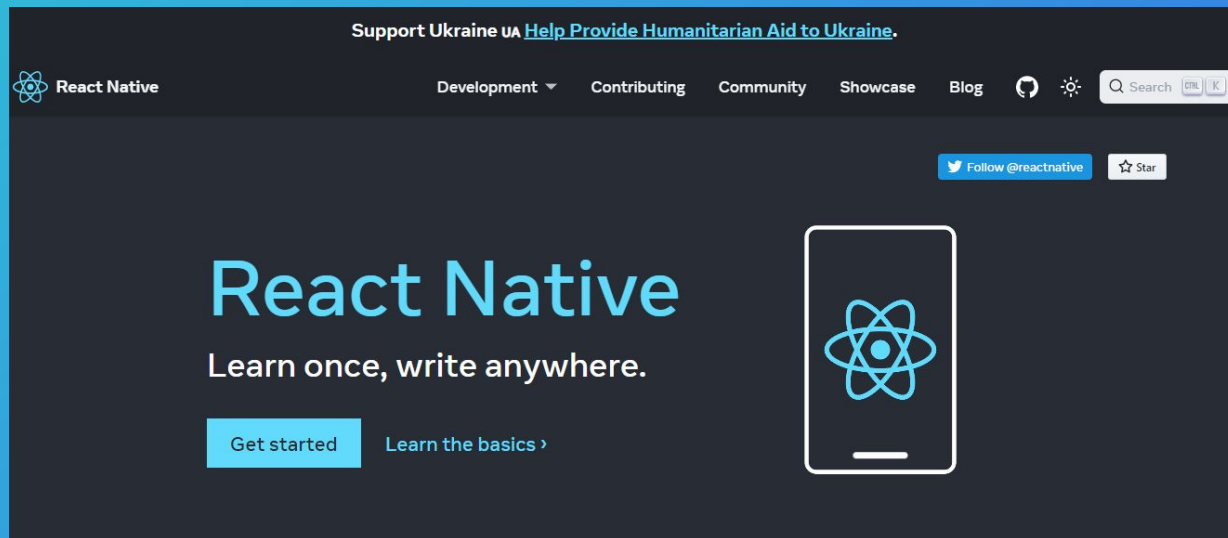 Support Ukraine UA Help Provide Humanitarian Aid to Ukraine.
React Native Development Contributing Community Showcase Blog Search CTRL K
Follow @reactnative Star
React Native
Learn once, write anywhere.
Get started Learn the basics ›